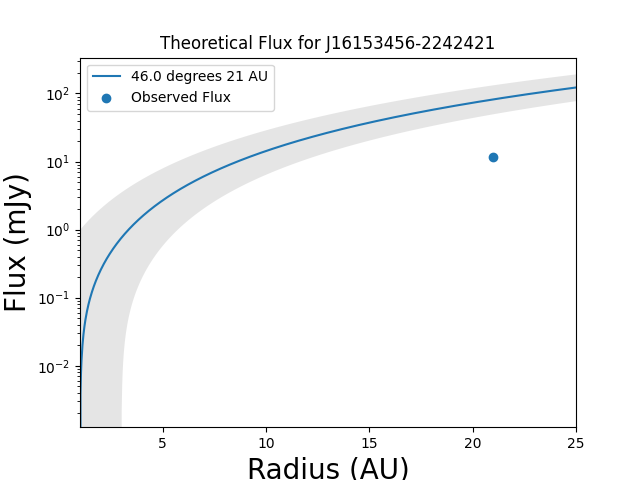 Theoretical Flux for J16153456-2242421
46.0 degrees 21 AU
Observed Flux
10²
10¹
10⁰
10⁻¹
10⁻²
Flux (mJy)
5 10 15 20 25
Radius (AU)